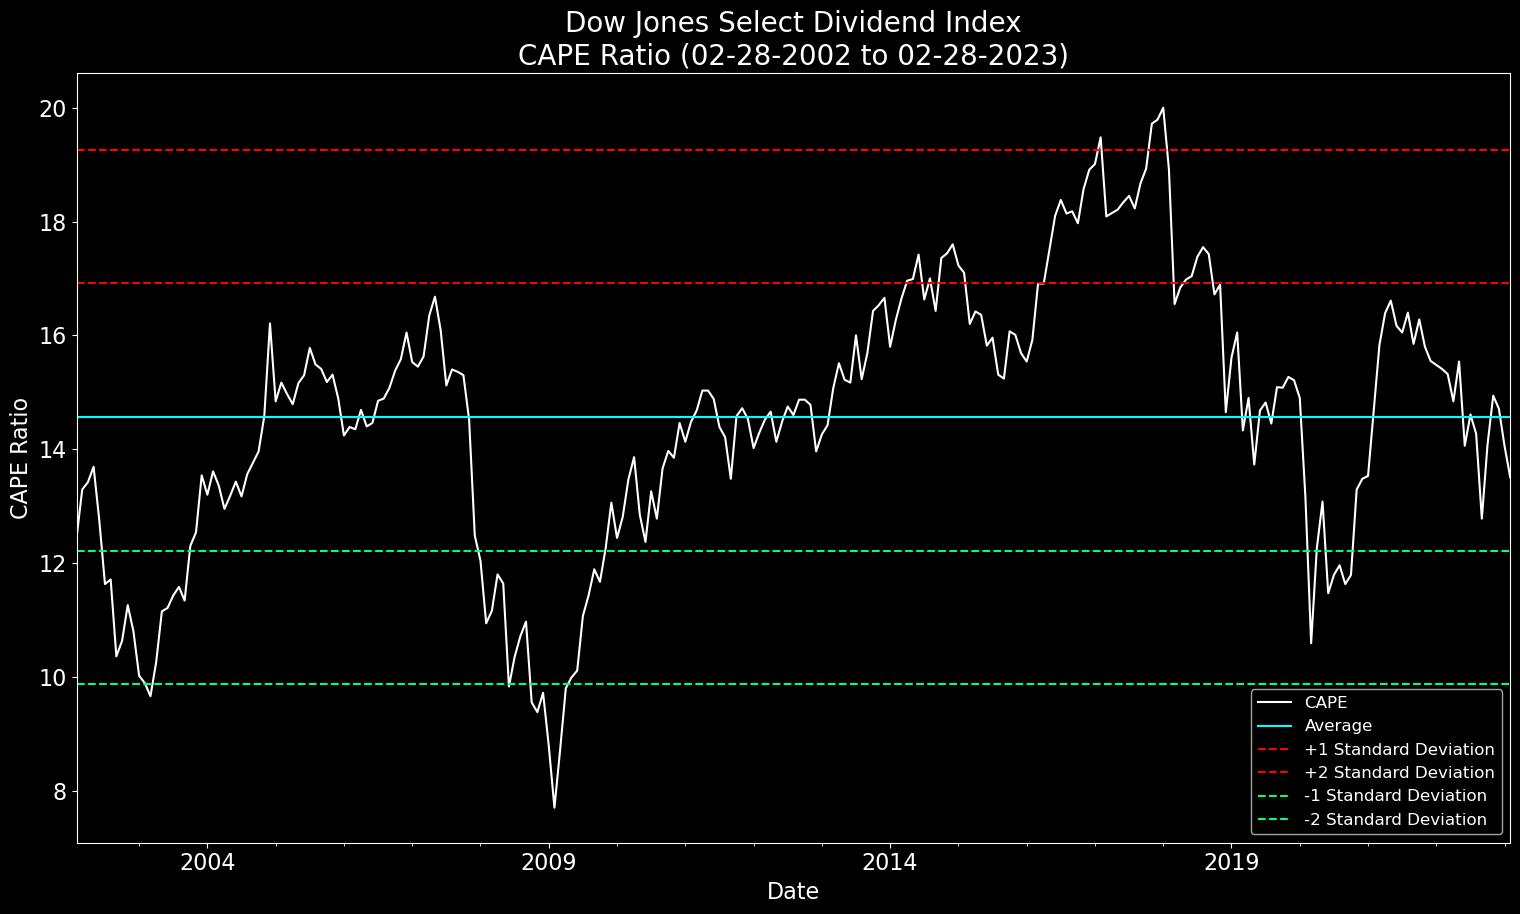 Dow Jones Select Dividend Index
CAPE Ratio (02-28-2002 to 02-28-2023)
CAPE Ratio
20
18
16
14
12
10
8
CAPE
Average
+1 Standard Deviation
+2 Standard Deviation
-1 Standard Deviation
-2 Standard Deviation
2004
2009
2014
2019
Date